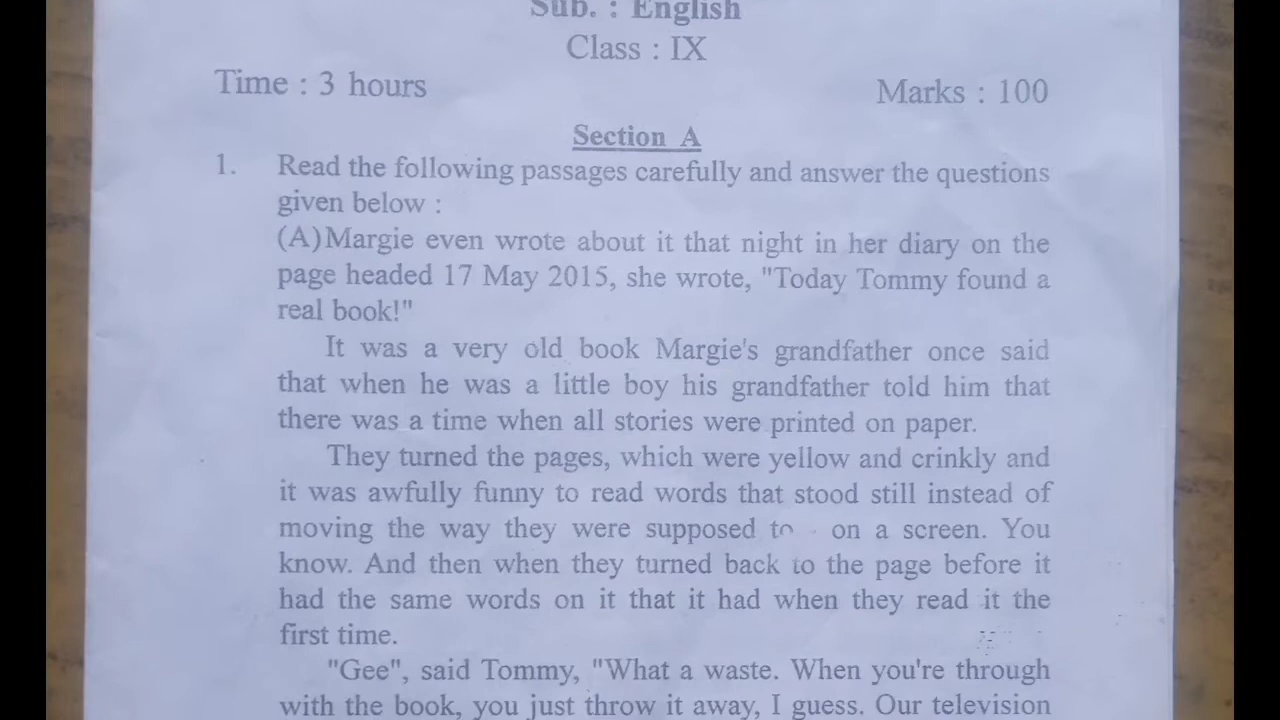 Sub. : English
Class : IX
Time : 3 hours Marks : 100
Section A
1. Read the following passages carefully and answer the questions
given below :
(A)Margie even wrote about it that night in her diary on the
page headed 17 May 2015, she wrote, "Today Tommy found a
real book!"
It was a very old book Margie's grandfather once said
that when he was a little boy his grandfather told him that
there was a time when all stories were printed on paper.
They turned the pages, which were yellow and crinkly and
it was awfully funny to read words that stood still instead of
moving the way they were supposed to on a screen. You
know. And then when they turned back to the page before it
had the same words on it that it had when they read it the
first time.
"Gee", said Tommy, "What a waste. When you're through
with the book, you just throw it away, I guess. Our television